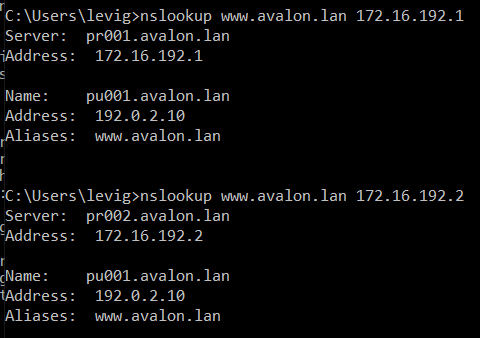 C:\Users\levig>nslookup www.avalon.lan 172.16.192.1
Server:  pr001.avalon.lan
Address:  172.16.192.1

Name:    pu001.avalon.lan
Address:  192.0.2.10
Aliases:  www.avalon.lan

C:\Users\levig>nslookup www.avalon.lan 172.16.192.2
Server:  pr002.avalon.lan
Address:  172.16.192.2

Name:    pu001.avalon.lan
Address:  192.0.2.10
Aliases:  www.avalon.lan